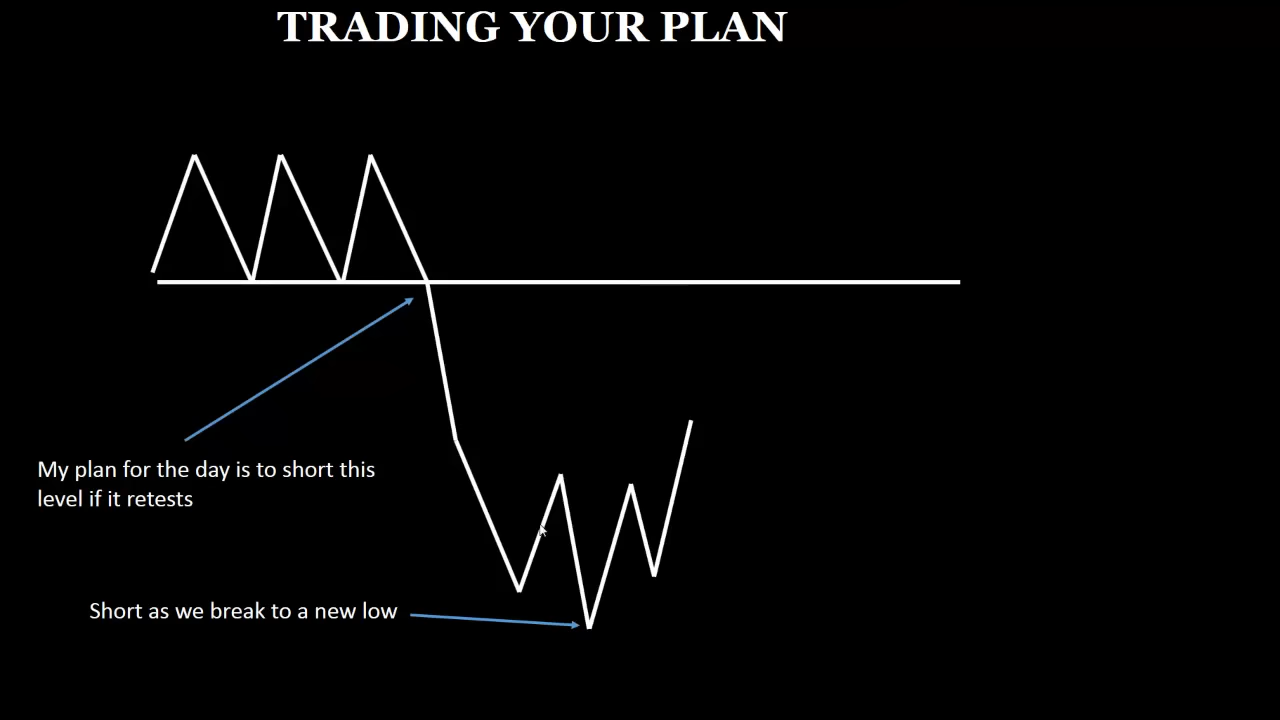 TRADING YOUR PLAN
My plan for the day is to short this
level if it retests
Short as we break to a new low